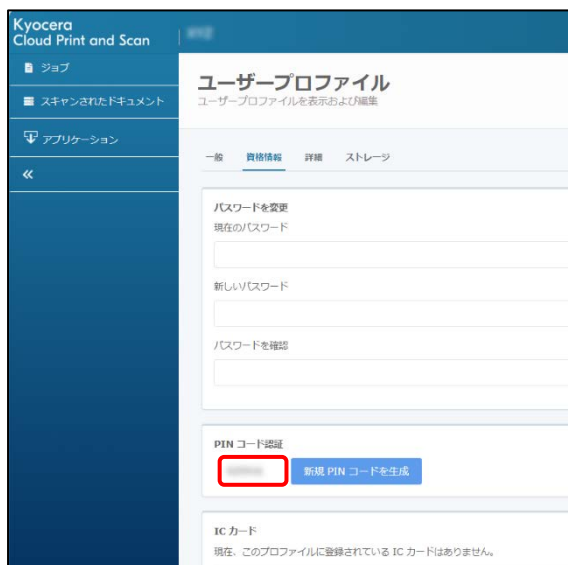 Kyocera
Cloud Print and Scan
ジョブ
スキャンされたドキュメント
アプリケーション
«
ユーザープロファイル
ユーザープロファイルを表示および編集
一般 資格情報 詳細 ストレージ
パスワードを変更
現在のパスワード
新しいパスワード
パスワードを確認
PIN コード認証
新規 PIN コードを生成
IC カード
現在、このプロファイルに登録されている IC カードはありません。